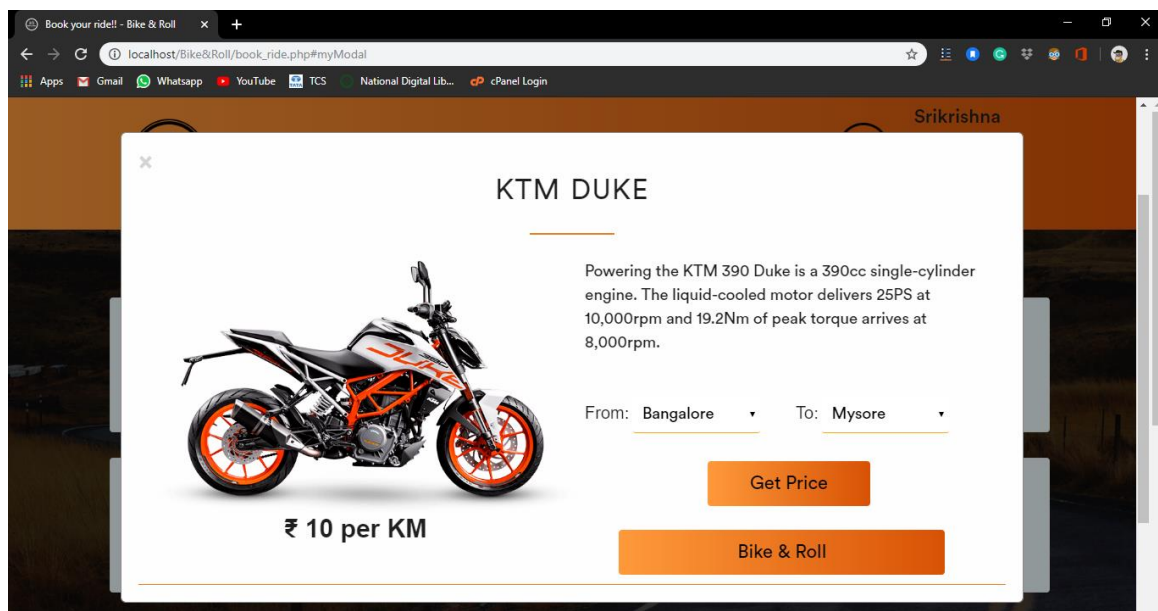 Book your ride!! - Bike & Roll
localhost/Bike&Roll/book_ride.php#myModal
Apps Gmail Whatsapp YouTube TCS National Digital Lib... cP cPanel Login
Srikrishna
KTM DUKE
Powering the KTM 390 Duke is a 390cc single-cylinder
engine. The liquid-cooled motor delivers 25PS at
10,000rpm and 19.2Nm of peak torque arrives at
8,000rpm.
DUKE
From: Bangalore To: Mysore
Get Price
₹ 10 per KM
Bike & Roll